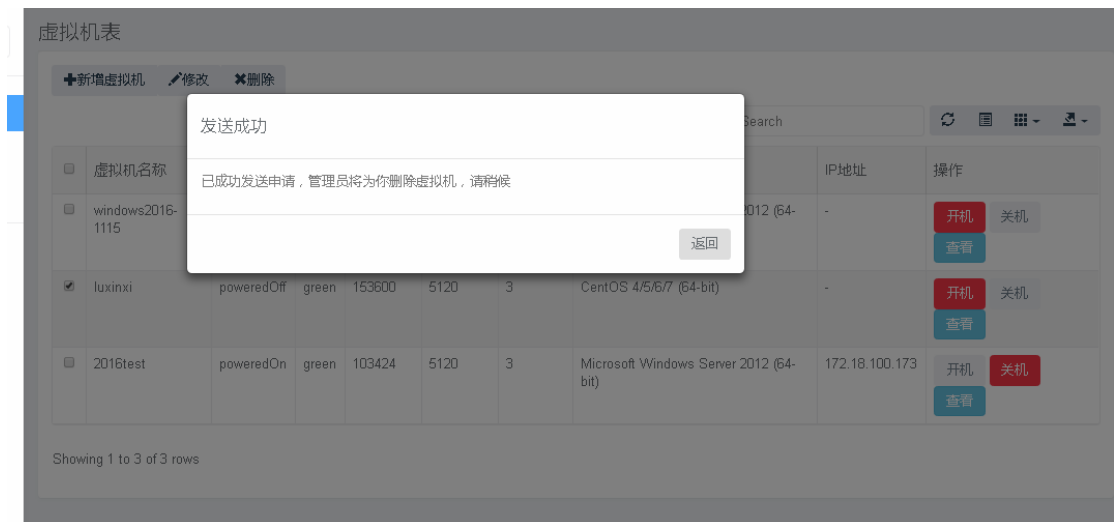 虚拟机表
新增虚拟机 修改 删除
发送成功
Search
已成功发送申请，管理员将为你删除虚拟机，请稍候
返回
虚拟机名称 IP地址 操作
windows2016-
1115
2012 (64-
- 开机 关机
查看
luxinxi poweredOff green 153600 5120 3 CentOS 4/5/6/7 (64-bit) - 开机 关机
查看
2016test poweredOn green 103424 5120 3 Microsoft Windows Server 2012 (64-
bit)
172.18.100.173 开机 关机
查看
Showing 1 to 3 of 3 rows